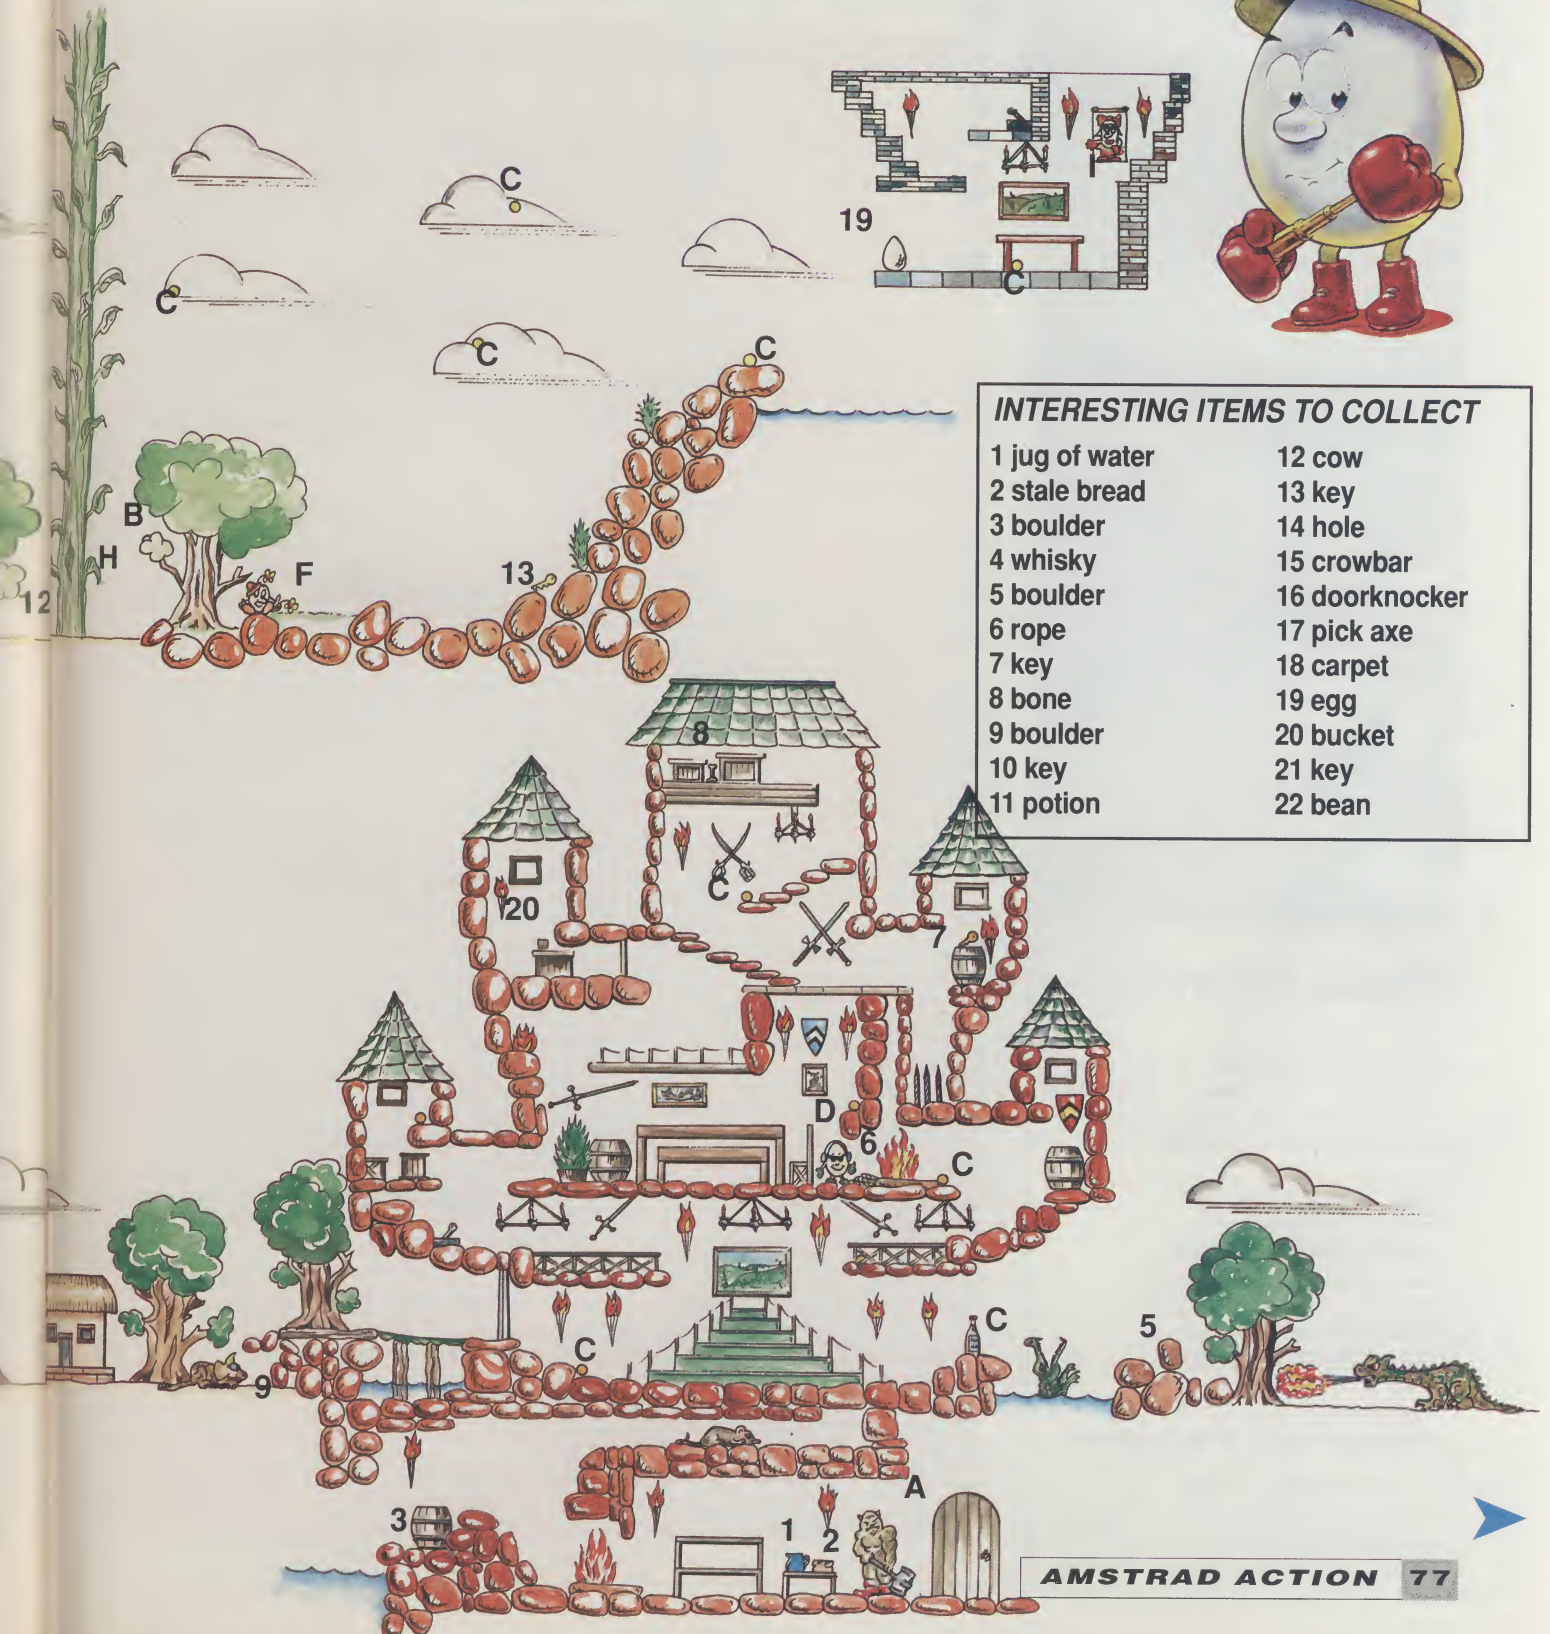 C
19
C
C
C
C
INTERESTING ITEMS TO COLLECT
1 jug of water
2 stale bread
3 boulder
4 whisky
5 boulder
6 rope
7 key
8 bone
9 boulder
10 key
11 potion
12 cow
13 key
14 hole
15 crowbar
16 doorknocker
17 pick axe
18 carpet
19 egg
20 bucket
21 key
22 bean
B
H
F
13
12
8
C
20
7
D
6
C
C
5
C
9
A
3
1
2
AMSTRAD ACTION 77